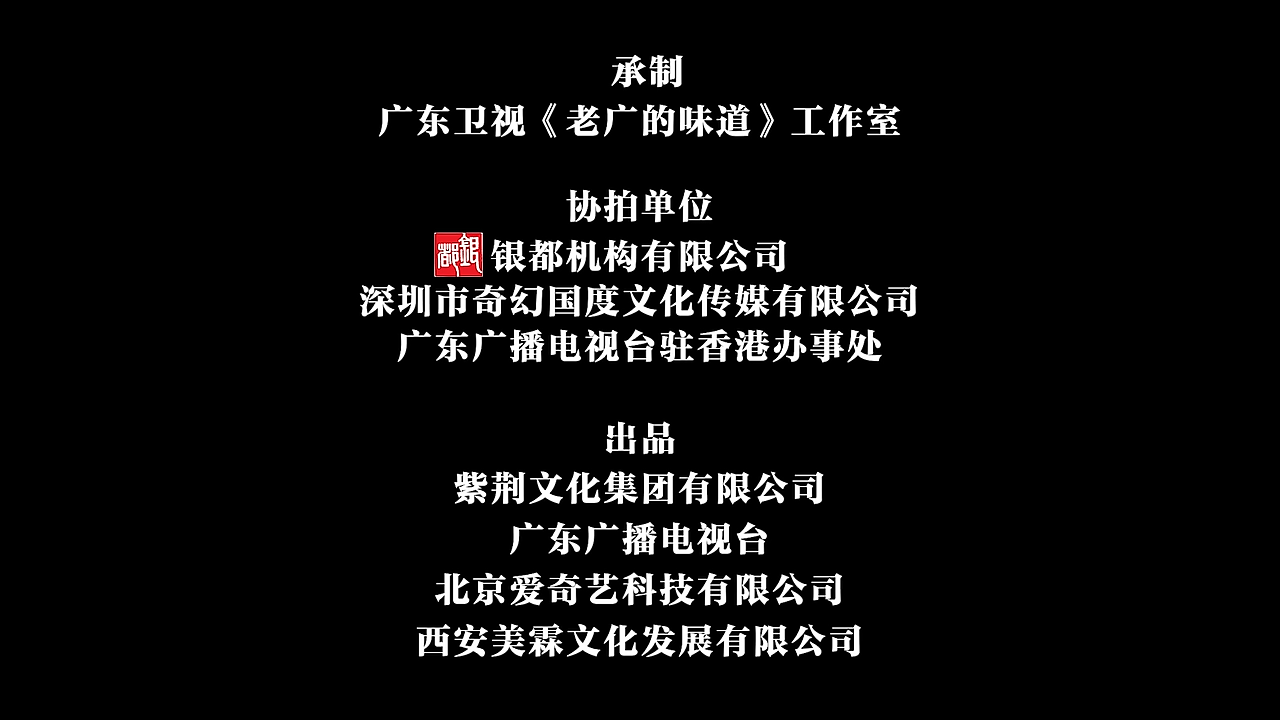 承制
广东卫视《老广的味道》工作室
协拍单位
银都 银都机构有限公司
深圳市奇幻国度文化传媒有限公司
广东广播电视台驻香港办事处
出品
紫荆文化集团有限公司
广东广播电视台
北京爱奇艺科技有限公司
西安美霖文化发展有限公司